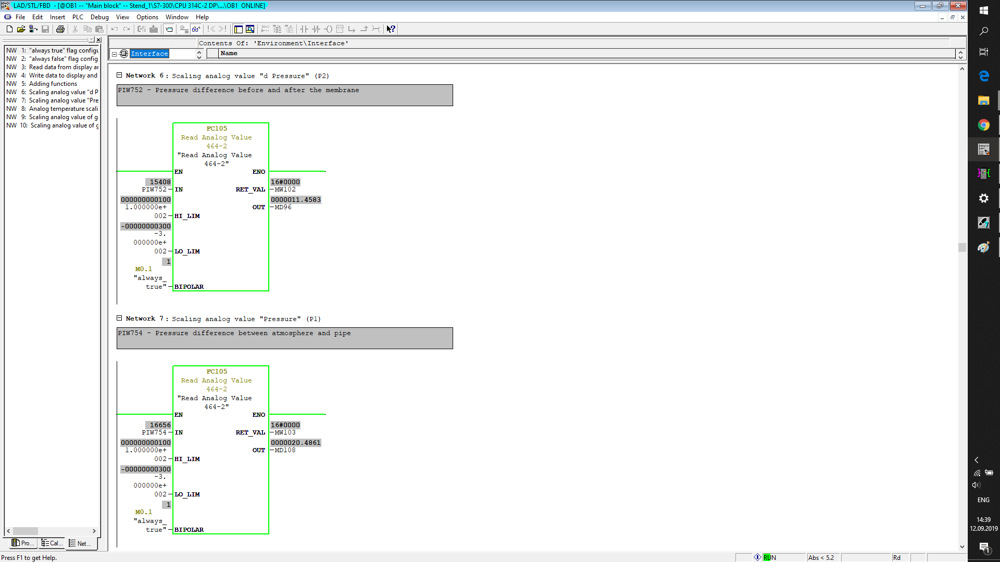 LAD/STL/FBD - [@OB1 -- "Main block" -- Stend_1\S7-300\CPU 314C-2 DP\...\OB1 ONLINE]
File Edit Insert PLC Debug View Options Window Help
Contents Of: 'Environment\Interface'
Interface
Name
NW 1: "always true" flag configu
NW 2: "always false" flag config
NW 3: Read data from display ar
NW 4: Write data to display and
NW 5: Adding functions
NW 6: Scaling analog value "d P
NW 7: Scaling analog value "Pre
NW 8: Analog temperature scali
NW 9: Scaling analog value of g
NW 10: Scaling analog value of g
Network 6: Scaling analog value "d Pressure" (P2)
PIW752 - Pressure difference before and after the membrane
FC105
Read Analog Value
464-2
"Read Analog Value
464-2"
EN ENO
15408 16#0000
PIW752 IN RET_VAL MW102
000000000100 0000011.4583
1.000000e+ OUT MD96
002 HI_LIM
-00000000300
-3.
000000e+
002 LO_LIM
1
M0.1
"always_
true" BIPOLAR
Network 7: Scaling analog value "Pressure" (P1)
PIW754 - Pressure difference between atmosphere and pipe
FC105
Read Analog Value
464-2
"Read Analog Value
464-2"
EN ENO
16656 16#0000
PIW754 IN RET_VAL MW103
000000000100 0000020.4861
1.000000e+ OUT MD108
002 HI_LIM
-00000000300
-3.
000000e+
002 LO_LIM
1
M0.1
"always_
true" BIPOLAR
Pro... Cal... Net...
Press F1 to get Help.
RUN
Abs < 5.2
Rd
ENG
14:39
12.09.2019
1